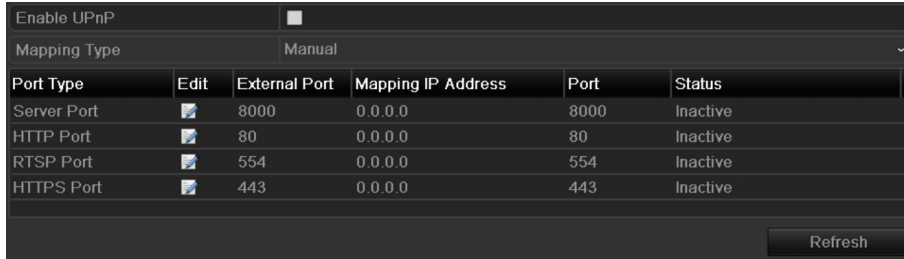 Enable UPnP
Mapping Type Manual
Port Type Edit External Port Mapping IP Address Port Status
Server Port 8000 0.0.0.0 8000 Inactive
HTTP Port 80 0.0.0.0 80 Inactive
RTSP Port 554 0.0.0.0 554 Inactive
HTTPS Port 443 0.0.0.0 443 Inactive
Refresh